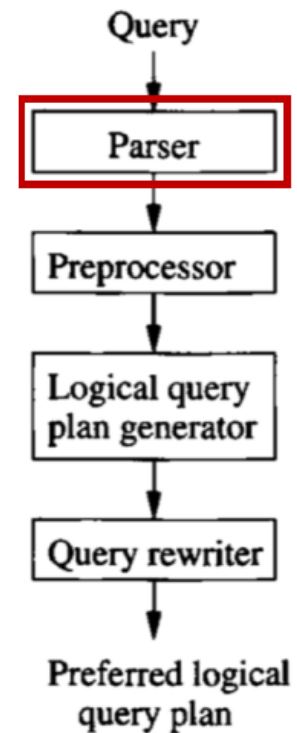 Query
Parser
Preprocessor
Logical query
plan generator
Query rewriter
Preferred logical
query plan